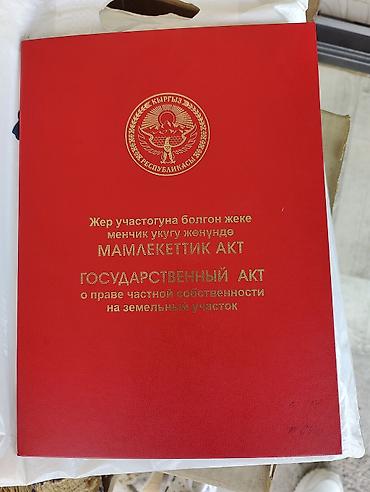 КЫРГЫЗ
РЕСПУБЛИКАСЫ
Жер участогуна болгон жеке
менчик укугу жөнүндө
МАМЛЕКЕТТИК АКТ
ГОСУДАРСТВЕННЫЙ АКТ
о праве частной собственности
на земельный участок